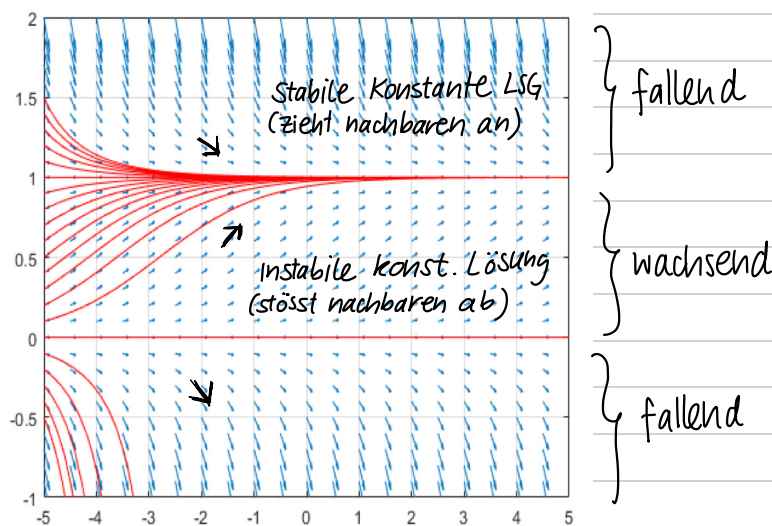 2
1.5
1
0.5
0
-0.5
-1
-5 -4 -3 -2 -1 0 1 2 3 4 5
Stabile Konstante LSG
(zieht nachbaren an)
Instabile konst. Lösung
(stösst nachbaren ab)
fallend
wachsend
fallend